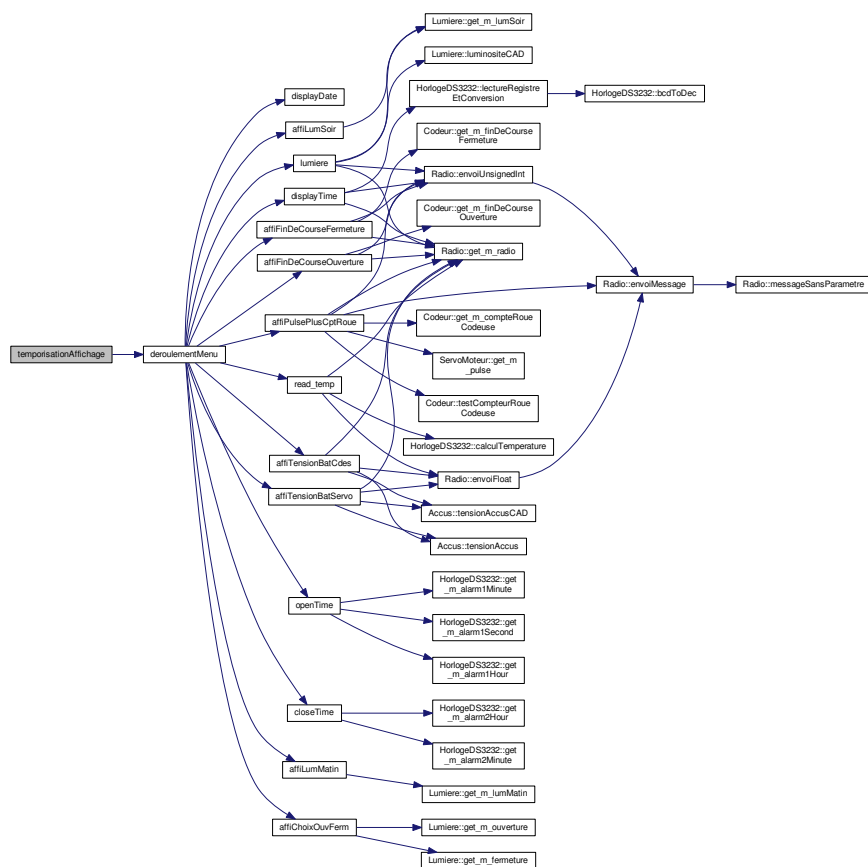 Lumiere::get_m_lumSoir
Lumiere::luminositeCAD
displayDate
HorlogeDS3232::lectureRegistre
EtConversion
HorlogeDS3232::bcdToDec
affiLumSoir
Codeur::get_m_finDeCourse
Fermeture
lumiere
Radio::envoiUnsignedInt
displayTime
Codeur::get_m_finDeCourse
Ouverture
affiFinDeCourseFermeture
Radio::get_m_radio
affiFinDeCourseOuverture
Radio::envoiMessage
Radio::messageSansParametre
affiPulsePlusCptRoue
Codeur::get_m_compteRoue
Codeuse
temporisationAffichage
deroulementMenu
ServoMoteur::get_m
_pulse
read_temp
Codeur::testCompteurRoue
Codeuse
HorlogeDS3232::calculTemperature
affiTensionBatCdes
Radio::envoiFloat
affiTensionBatServo
Accus::tensionAccusCAD
Accus::tensionAccus
HorlogeDS3232::get
_m_alarm1Minute
openTime
HorlogeDS3232::get
_m_alarm1Second
HorlogeDS3232::get
_m_alarm1Hour
closeTime
HorlogeDS3232::get
_m_alarm2Hour
HorlogeDS3232::get
_m_alarm2Minute
affiLumMatin
Lumiere::get_m_lumMatin
affiChoixOuvFerm
Lumiere::get_m_ouverture
Lumiere::get_m_fermeture